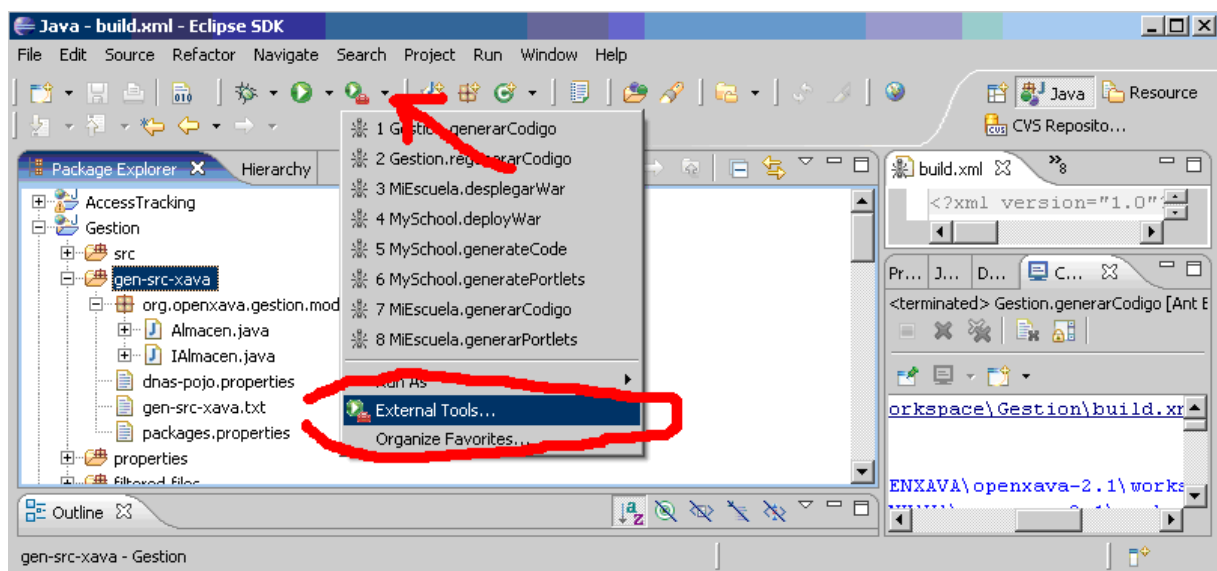 Java - build.xml - Eclipse SDK
File Edit Source Refactor Navigate Search Project Run Window Help
010
Java Resource
CVS Reposito...
Package Explorer Hierarchy
AccessTracking
Gestion
src
gen-src-xava
org.openxava.gestion.mod
Almacen.java
IAlmacen.java
dnas-pojo.properties
gen-src-xava.txt
packages.properties
properties
filtered files
1 Gestion.generarCodigo
2 Gestion.regenerarCodigo
3 MiEscuela.desplegarWar
4 MySchool.deployWar
5 MySchool.generateCode
6 MySchool.generatePortlets
7 MiEscuela.generarCodigo
8 MiEscuela.generarPortlets
Run As
External Tools...
Organize Favorites...
build.xml »8
<?xml version="1.0"
Pr... J... D... C...
<terminated> Gestion.generarCodigo [Ant B
orkspace\Gestion\build.xr
ENXAVA\openxava-2.1\works
Outline
gen-src-xava - Gestion